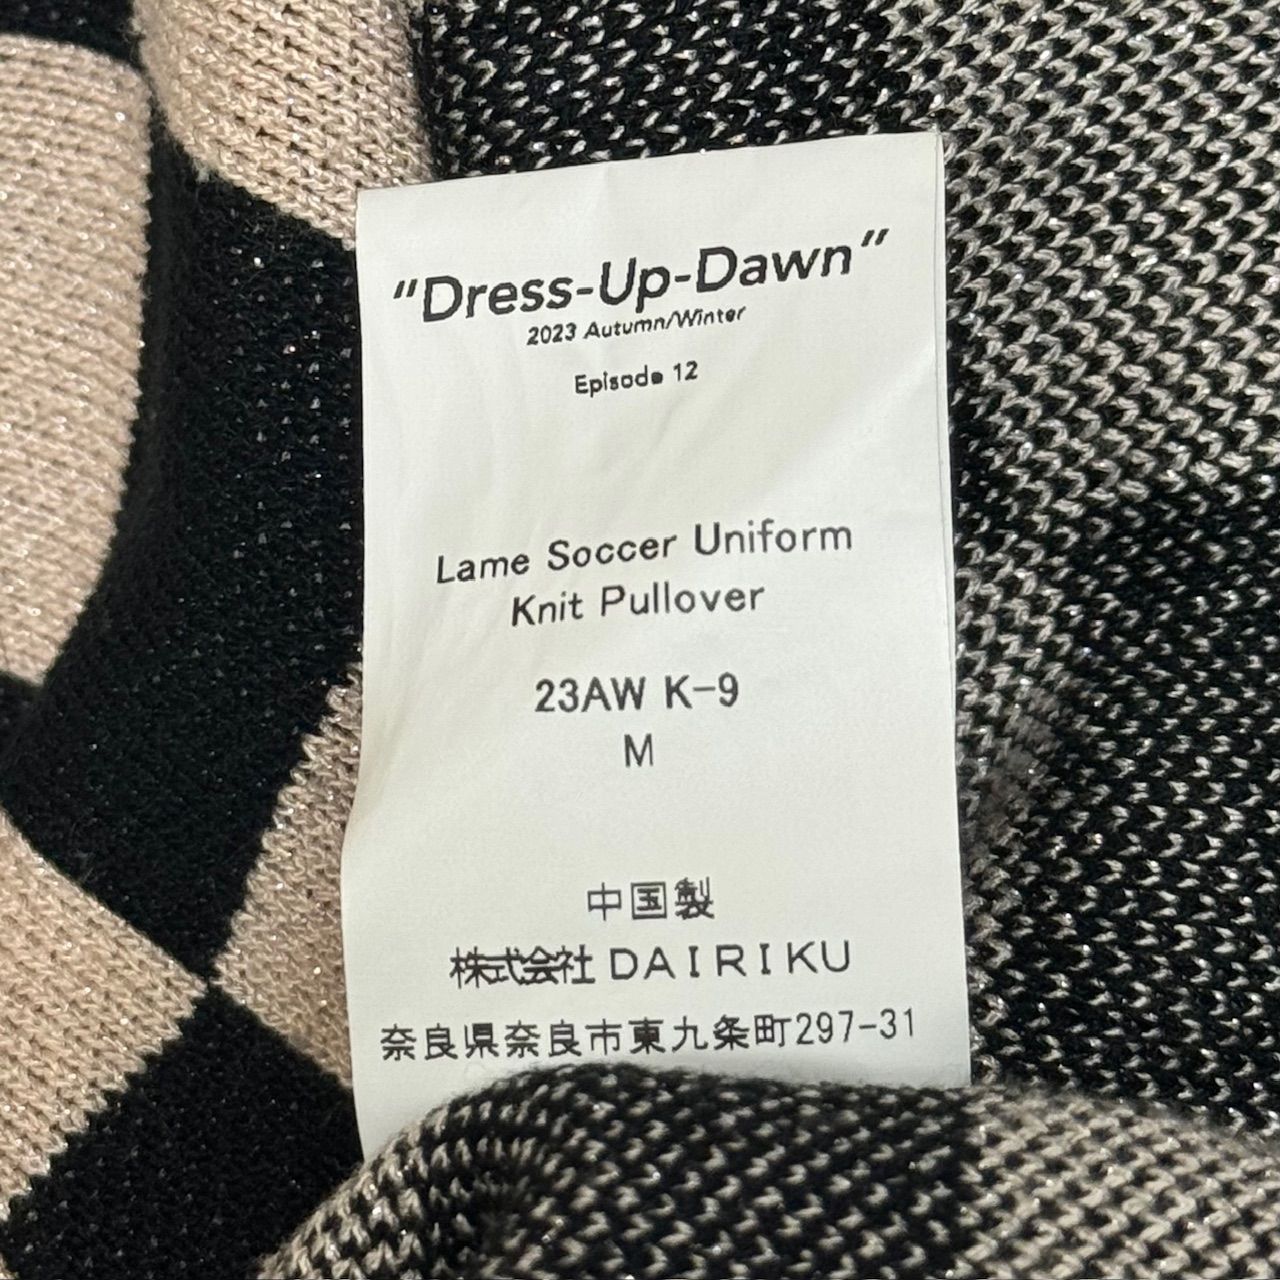 "Dress-Up-Dawn"
2023 Autumn/Winter
Episode 12
Lame Soccer Uniform
Knit Pullover
23AW K-9
M
中国製
株式会社 DAIRIKU
奈良県奈良市東九条町297-31